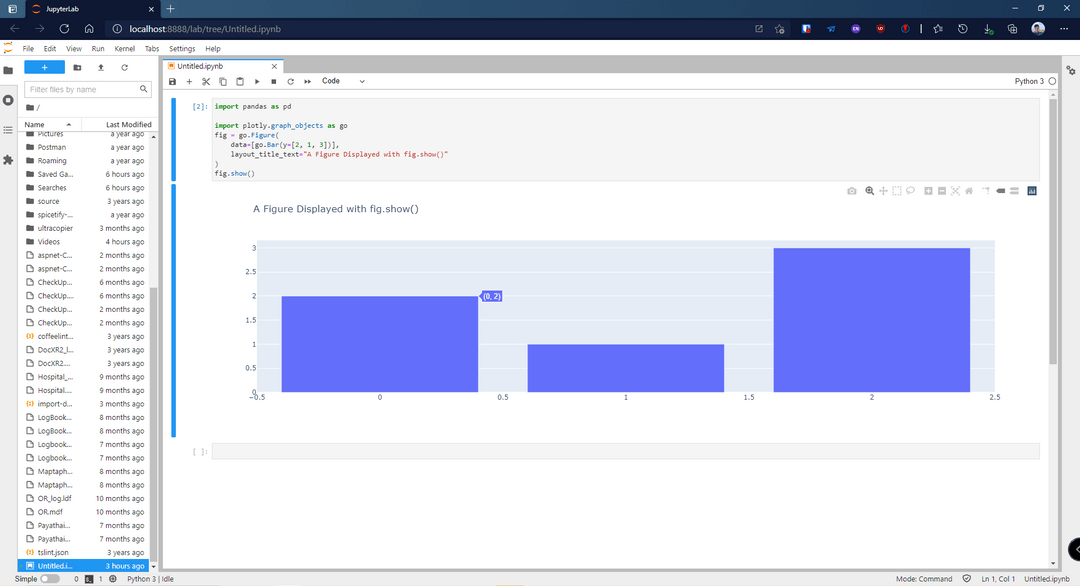 JupyterLab
localhost:8888/lab/tree/Untitled.ipynb
File Edit View Run Kernel Tabs Settings Help
Untitled.ipynb
Code
Python 3
Filter files by name
/
Name Last Modified
Pictures a year ago
Postman a year ago
Roaming a year ago
Saved Ga... 6 hours ago
Searches 6 hours ago
source 3 years ago
spicetify-... a year ago
ultracopier 3 months ago
Videos 4 hours ago
aspnet-C... 2 months ago
aspnet-C... 2 months ago
CheckUp... 6 months ago
CheckUp... 6 months ago
CheckUp... 2 months ago
CheckUp... 2 months ago
coffeelint... 3 years ago
DocXR2_l... 3 years ago
DocXR2.... 3 years ago
Hospital_... 9 months ago
Hospital.... 9 months ago
import-d... 3 months ago
LogBook... 8 months ago
LogBook... 8 months ago
Logbook... 7 months ago
Logbook... 7 months ago
Maptaph... 8 months ago
Maptaph... 8 months ago
OR_log.ldf 10 months ago
OR.mdf 10 months ago
Payathai... 7 months ago
Payathai... 7 months ago
tslint.json 3 years ago
Untitled.i... 3 hours ago
[2]: import pandas as pd
import plotly.graph_objects as go
fig = go.Figure(
data=[go.Bar(y=[2, 1, 3])],
layout_title_text="A Figure Displayed with fig.show()"
)
fig.show()
A Figure Displayed with fig.show()
3
2.5
2
(0, 2)
1.5
1
0.5
0
−0.5 0 0.5 1 1.5 2 2.5
[ ]:
Simple 0 1 Python 3 | Idle Mode: Command Ln 1, Col 1 Untitled.ipynb